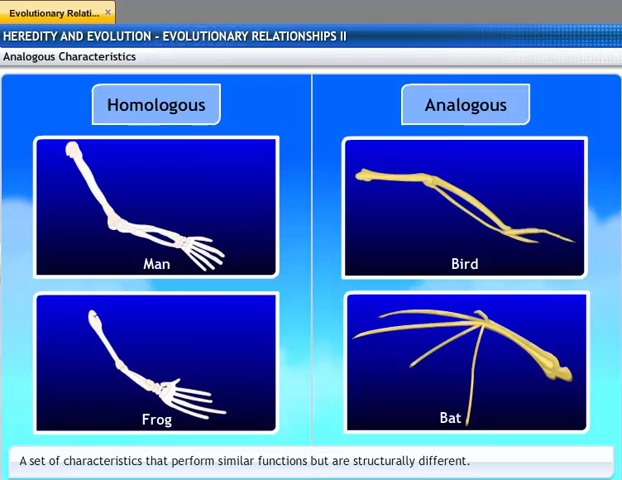 Evolutionary Relati... ×
HEREDITY AND EVOLUTION - EVOLUTIONARY RELATIONSHIPS II
Analogous Characteristics
Homologous
Analogous
Man
Bird
Frog
Bat
A set of characteristics that perform similar functions but are structurally different.